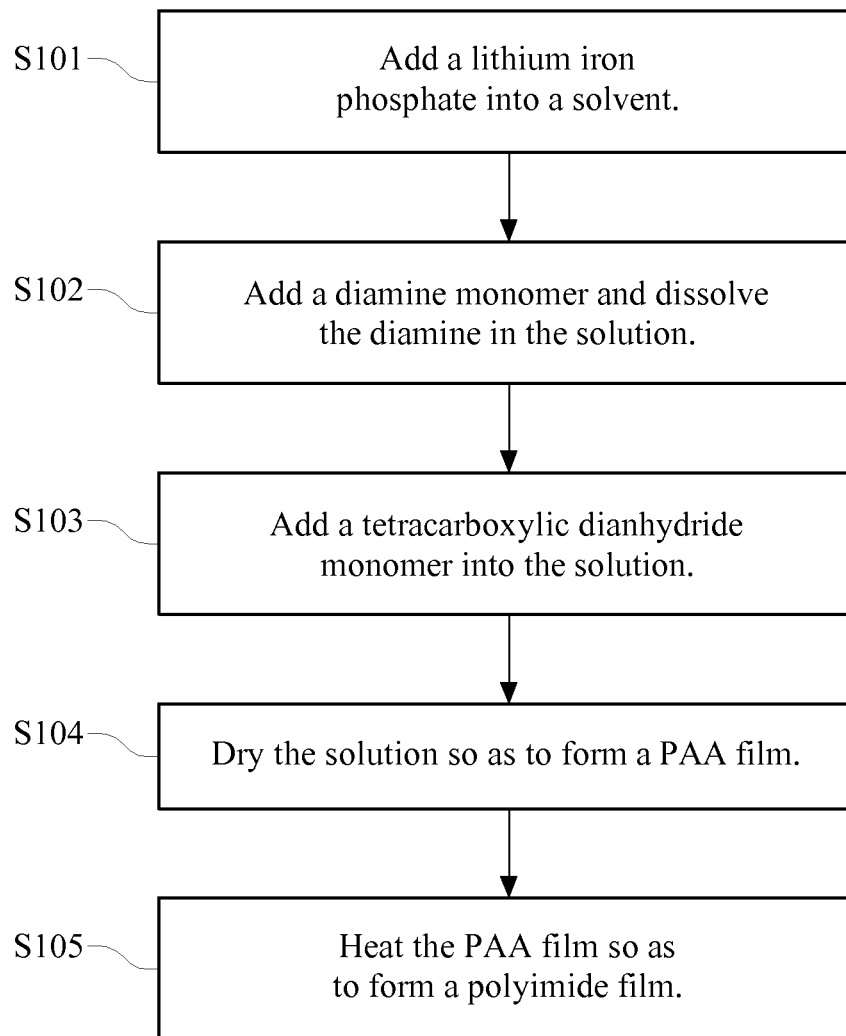 S101
Add a lithium iron
phosphate into a solvent.
S102
Add a diamine monomer and dissolve
the diamine in the solution.
S103
Add a tetracarboxylic dianhydride
monomer into the solution.
S104
Dry the solution so as to form a PAA film.
S105
Heat the PAA film so as
to form a polyimide film.